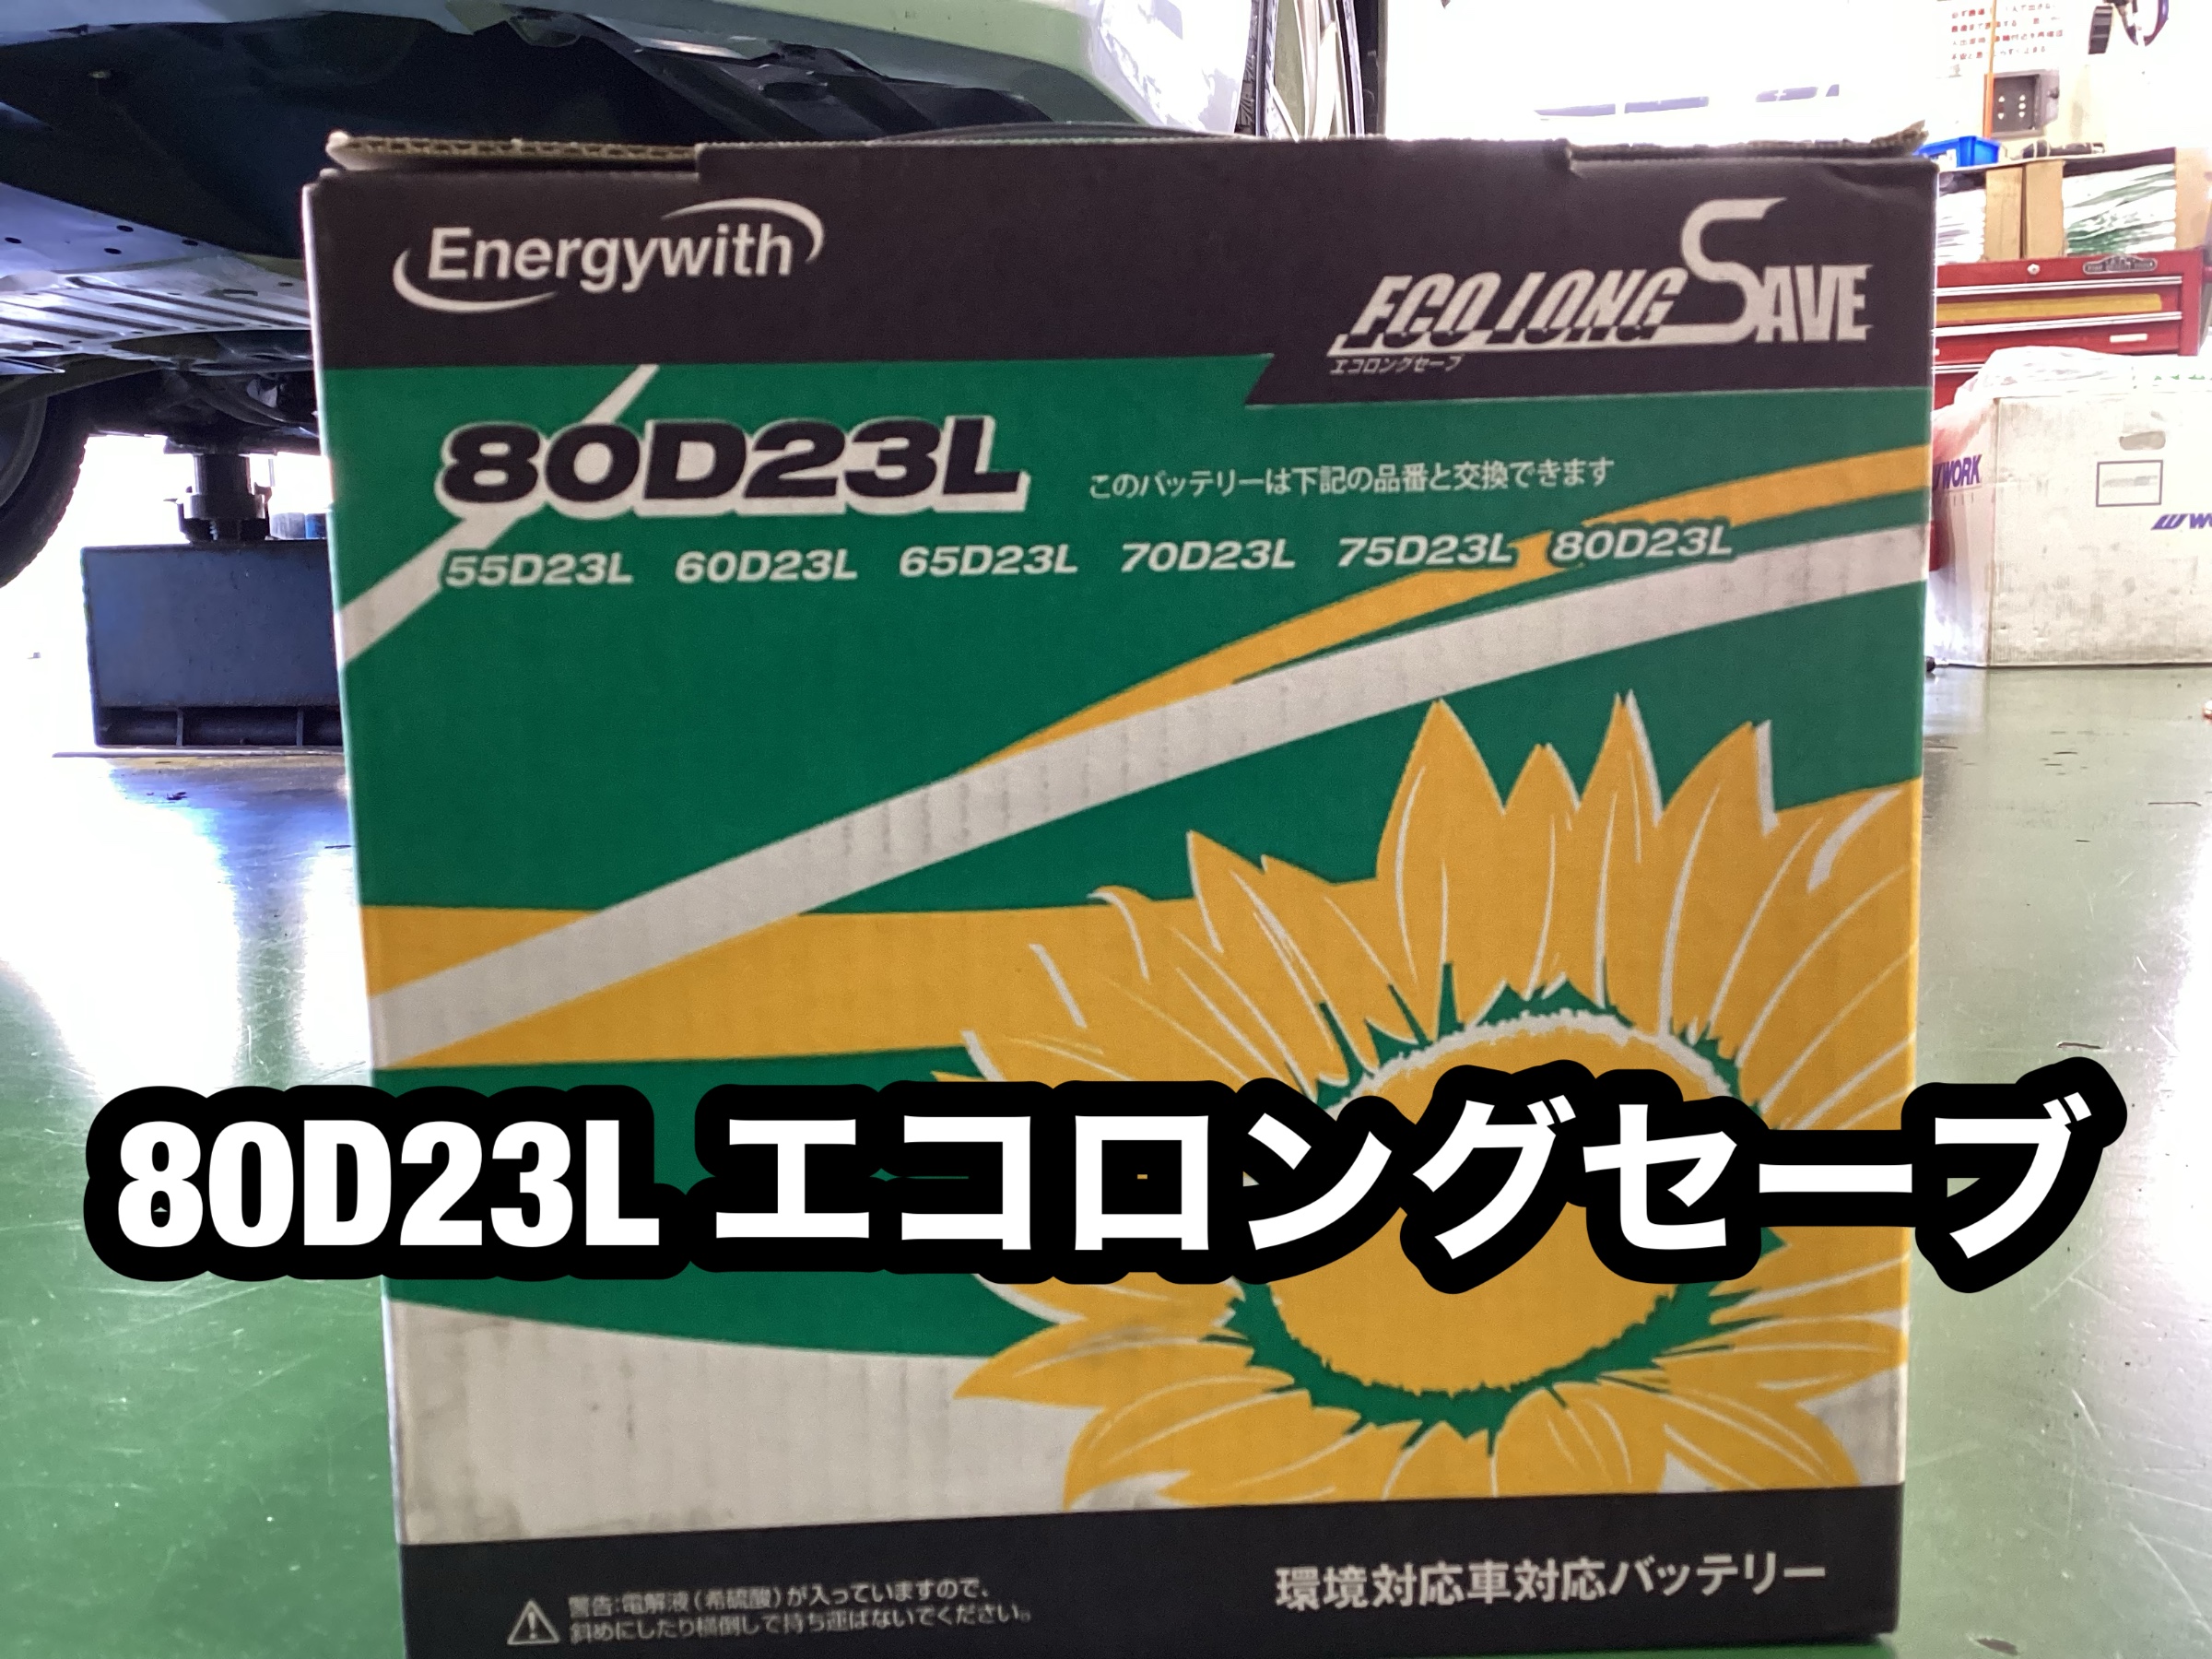 Energywith
ECO LONG SAVE
エコロングセーブ
80D23L
このバッテリーは下記の品番と交換できます
55D23L 60D23L 65D23L 70D23L 75D23L 80D23L
WORK
80D23L エコロングセーブ
警告:電解液(希硫酸)が入っていますので、
斜めにしたり横倒しで持ち運ばないでください。
環境対応車対応バッテリー